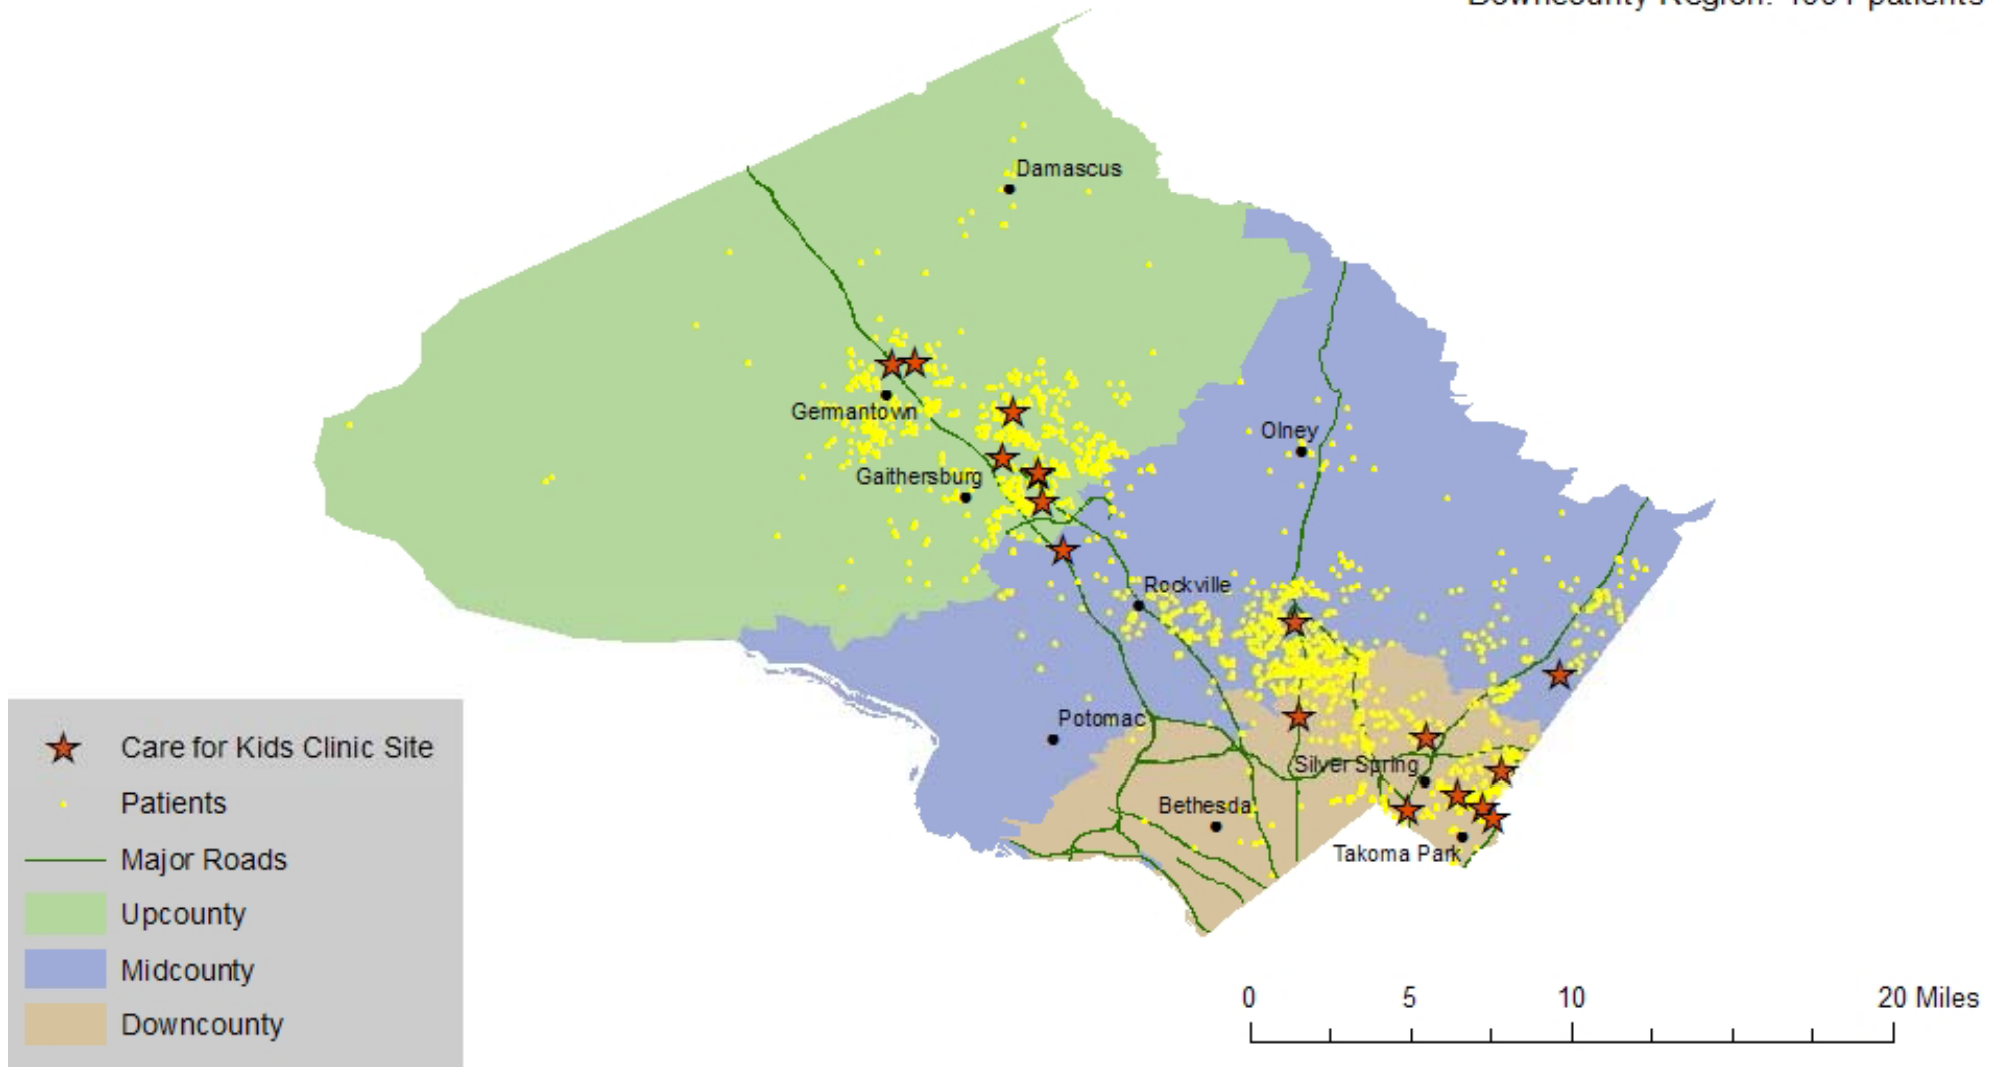 Damascus
Germantown
Olney
Gaithersburg
Rockville
Potomac
Silver Spring
Bethesda
Takoma Park
Care for Kids Clinic Site
Patients
Major Roads
Upcounty
Midcounty
Downcounty
0 5 10 20 Miles